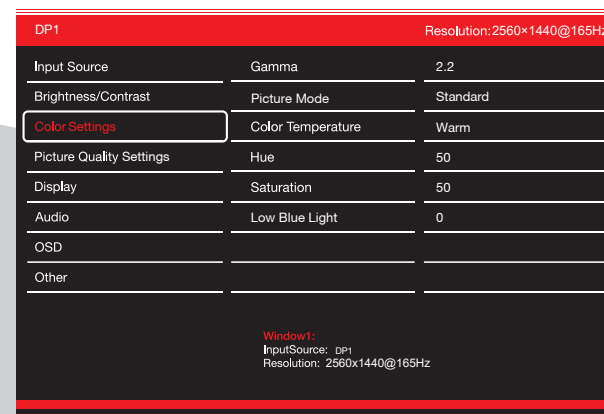 DP1 Resolution:2560×1440@165Hz
Input Source Gamma 2.2
Brightness/Contrast Picture Mode Standard
Color Settings Color Temperature Warm
Picture Quality Settings Hue 50
Display Saturation 50
Audio Low Blue Light 0
OSD
Other
Window1:
InputSource: DP1
Resolution: 2560x1440@165Hz